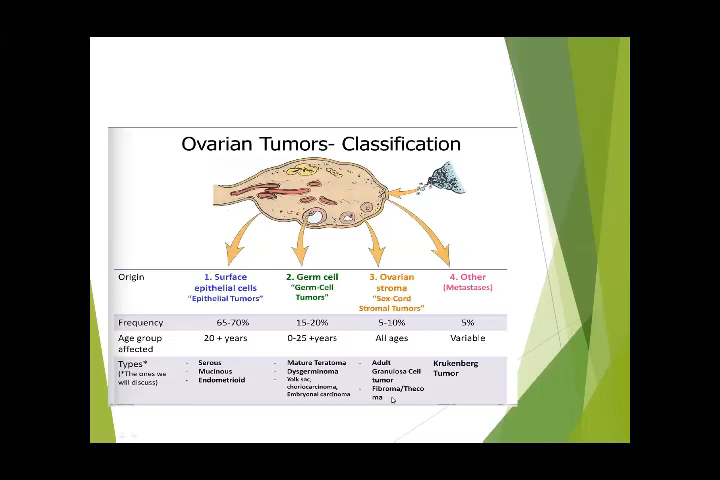 Ovarian Tumors- Classification
Origin
1. Surface epithelial cells
"Epithelial Tumors"
2. Germ cell
"Germ-Cell Tumors"
3. Ovarian stroma
"Sex-Cord Stromal Tumors"
4. Other
(Metastases)
Frequency
65-70%
15-20%
5-10%
5%
Age group affected
20 + years
0-25 +years
All ages
Variable
Types*
(*The ones we will discuss)
- Serous
- Mucinous
- Endometrioid
- Mature Teratoma
- Dysgerminoma
- Yolk sac, choriocarcinoma, Embryonal carcinoma
- Adult Granulosa Cell tumor
- Fibroma/Thecoma
Krukenberg Tumor